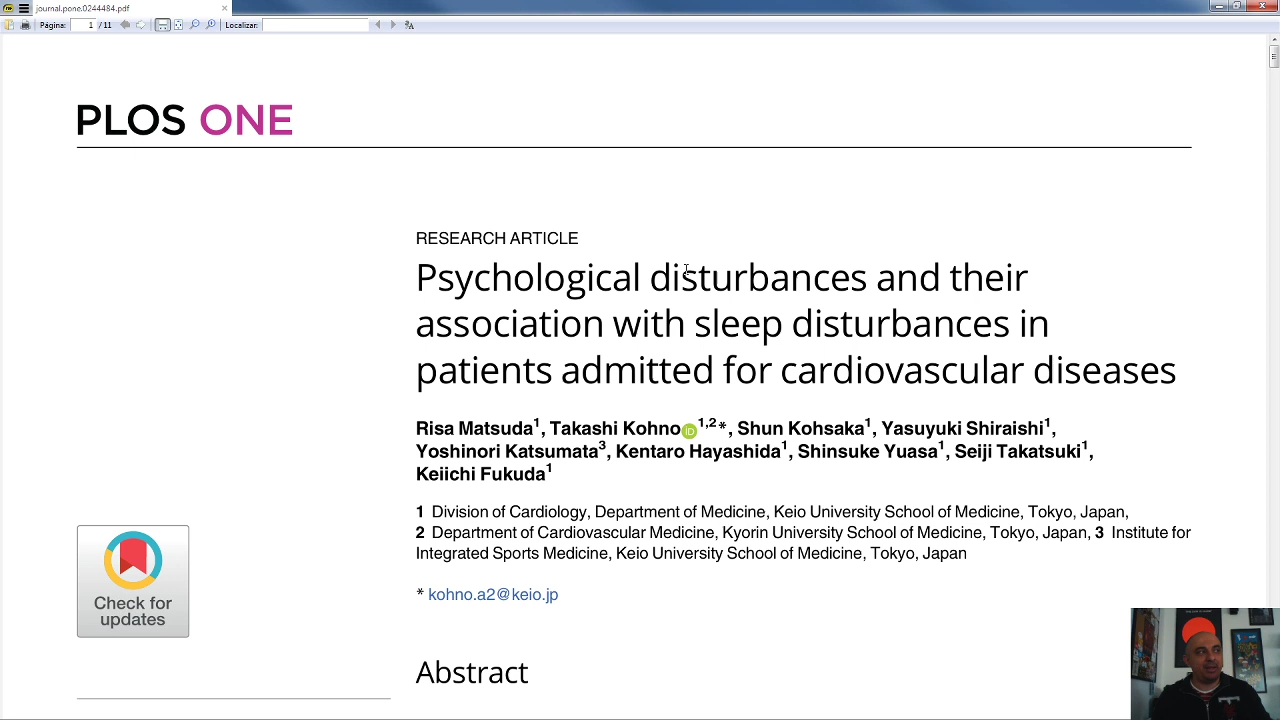 journal.pone.0244484.pdf
Página: 1 / 11 Localizar:
PLOS ONE
RESEARCH ARTICLE
Psychological disturbances and their
association with sleep disturbances in
patients admitted for cardiovascular diseases
Risa Matsuda1, Takashi Kohno iD 1,2*, Shun Kohsaka1, Yasuyuki Shiraishi1,
Yoshinori Katsumata3, Kentaro Hayashida1, Shinsuke Yuasa1, Seiji Takatsuki1,
Keiichi Fukuda1
1 Division of Cardiology, Department of Medicine, Keio University School of Medicine, Tokyo, Japan,
2 Department of Cardiovascular Medicine, Kyorin University School of Medicine, Tokyo, Japan, 3 Institute for
Integrated Sports Medicine, Keio University School of Medicine, Tokyo, Japan
* kohno.a2@keio.jp
Check for
updates
Abstract